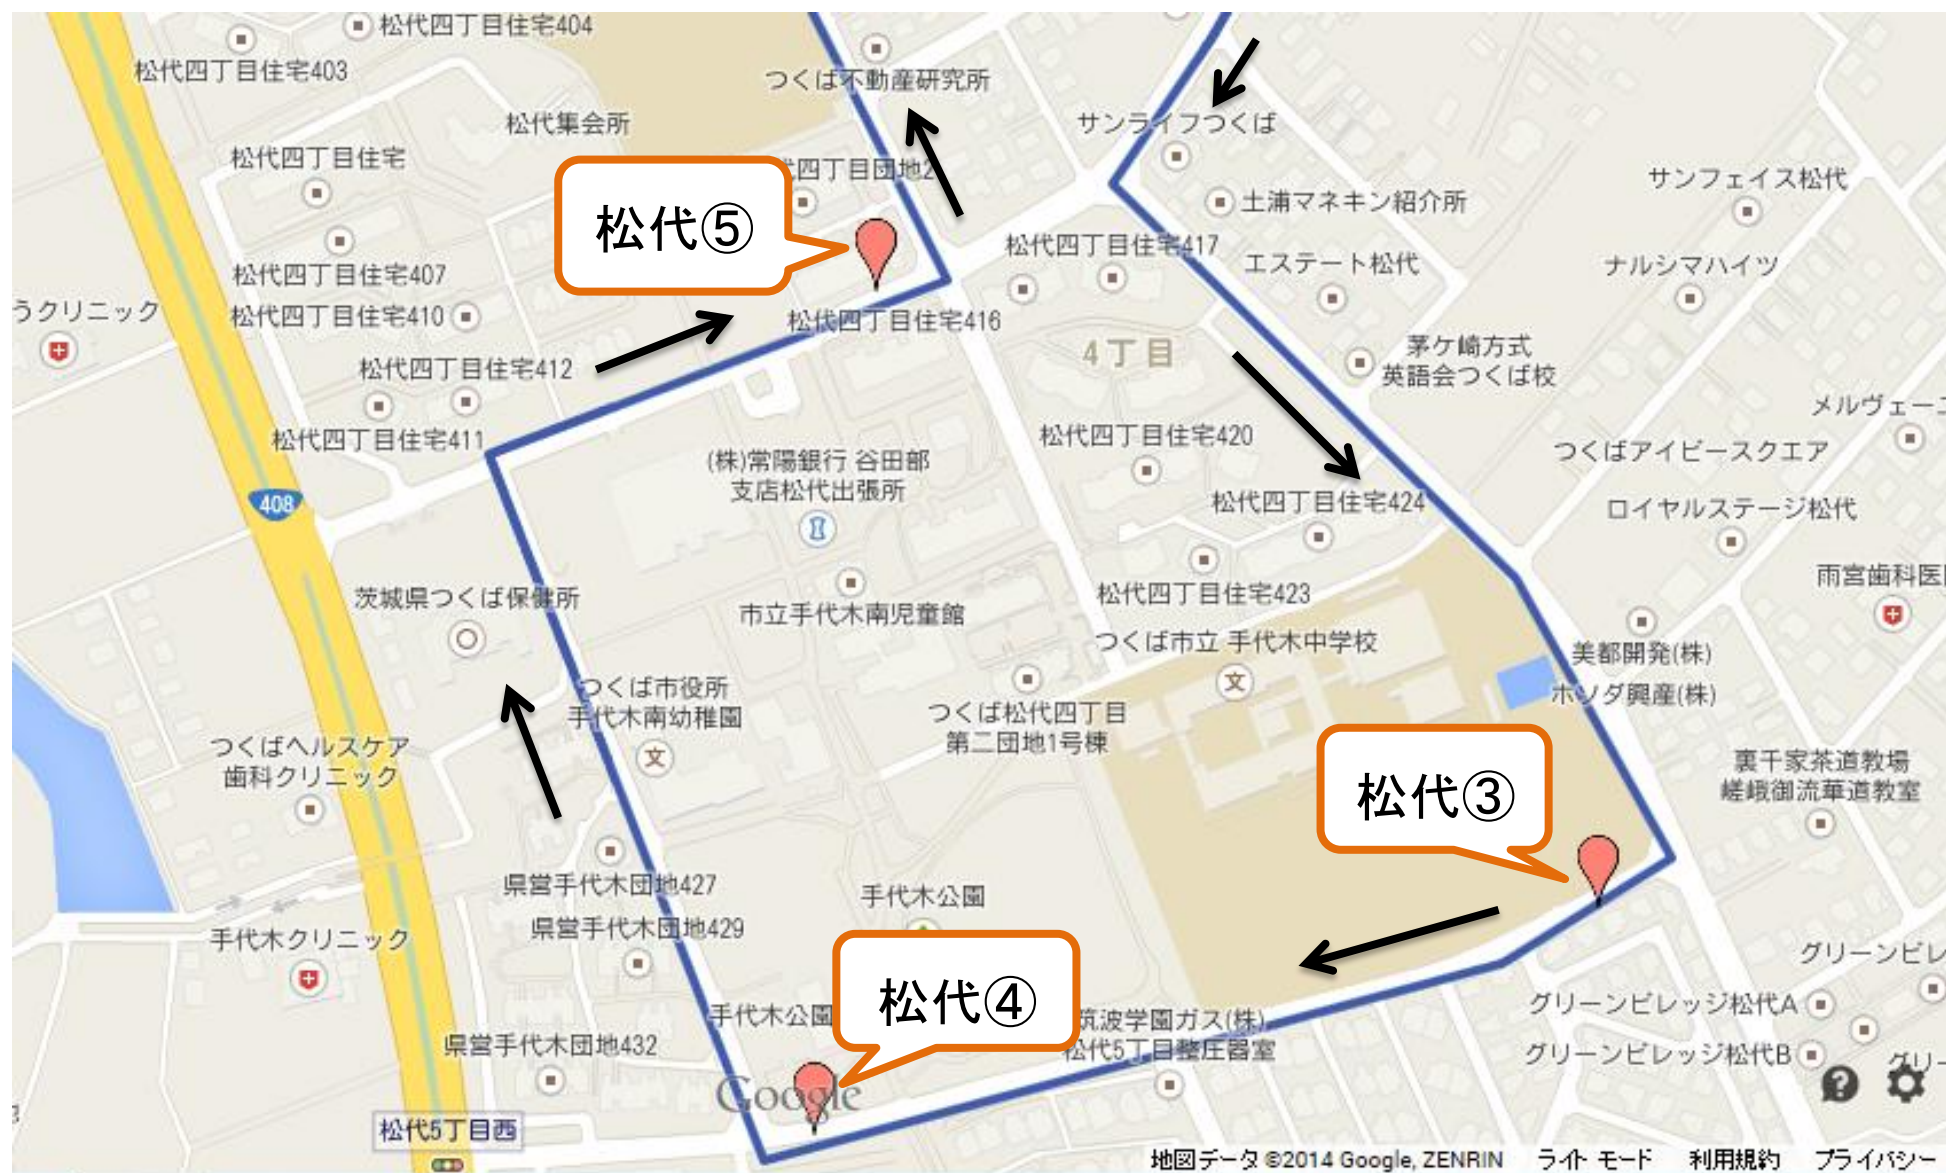 松代四丁目住宅404
松代四丁目住宅403
つくば不動産研究所
松代集会所
サンライフつくば
松代四丁目住宅
四丁目団地2
サンフェイス松代
土浦マネキン紹介所
松代⑤
松代四丁目住宅417
松代四丁目住宅407
エステート松代
ナルシマハイツ
うクリニック
松代四丁目住宅410
松代四丁目住宅416
4丁目
茅ケ崎方式
英語会つくば校
松代四丁目住宅412
メルヴェーニ
松代四丁目住宅411
松代四丁目住宅420
(株)常陽銀行 谷田部
支店松代出張所
つくばアイビースクエア
408
松代四丁目住宅424
ロイヤルステージ松代
茨城県つくば保健所
市立手代木南児童館
松代四丁目住宅423
雨宮歯科医
つくば市立 手代木中学校
文
美都開発(株)
ホソダ興産(株)
つくば市役所
手代木南幼稚園
文
つくば松代四丁目
第二団地1号棟
つくばヘルスケア
歯科クリニック
裏千家茶道教場
嵯峨御流華道教室
松代③
県営手代木団地427
手代木公園
県営手代木団地429
手代木クリニック
グリーンビレ
松代④
手代木公園
筑波学園ガス(株)
松代5丁目整圧器室
グリーンビレッジ松代A
県営手代木団地432
グリーンビレッジ松代B
グリー
Google
松代5丁目西
地図データ ©2014 Google, ZENRIN ライト モード 利用規約 プライバシー